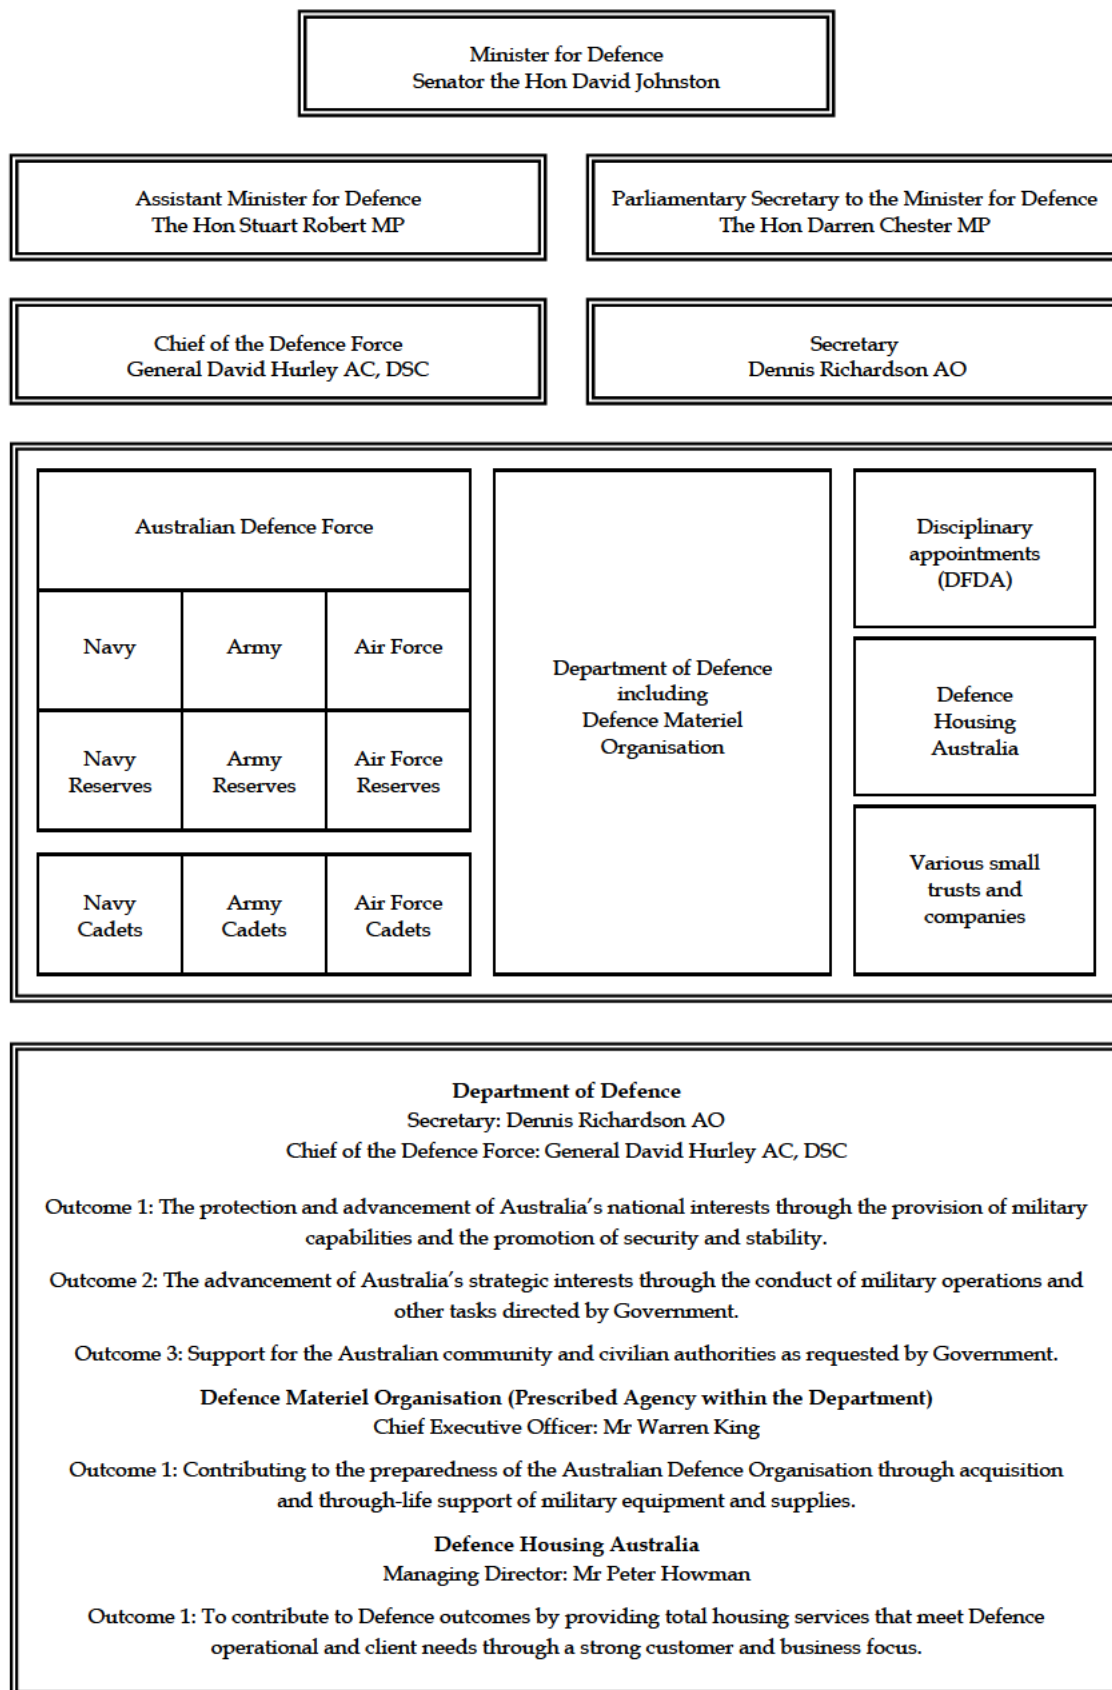 Minister for Defence
Senator the Hon David Johnston
Assistant Minister for Defence
The Hon Stuart Robert MP
Parliamentary Secretary to the Minister for Defence
The Hon Darren Chester MP
Chief of the Defence Force
General David Hurley AC, DSC
Secretary
Dennis Richardson AO
Australian Defence Force
Navy
Army
Air Force
Navy
Reserves
Army
Reserves
Air Force
Reserves
Navy
Cadets
Army
Cadets
Air Force
Cadets
Department of Defence
including
Defence Materiel
Organisation
Disciplinary
appointments
(DFDA)
Defence
Housing
Australia
Various small
trusts and
companies
Department of Defence
Secretary: Dennis Richardson AO
Chief of the Defence Force: General David Hurley AC, DSC
Outcome 1: The protection and advancement of Australia's national interests through the provision of military
capabilities and the promotion of security and stability.
Outcome 2: The advancement of Australia's strategic interests through the conduct of military operations and
other tasks directed by Government.
Outcome 3: Support for the Australian community and civilian authorities as requested by Government.
Defence Materiel Organisation (Prescribed Agency within the Department)
Chief Executive Officer: Mr Warren King
Outcome 1: Contributing to the preparedness of the Australian Defence Organisation through acquisition
and through-life support of military equipment and supplies.
Defence Housing Australia
Managing Director: Mr Peter Howman
Outcome 1: To contribute to Defence outcomes by providing total housing services that meet Defence
operational and client needs through a strong customer and business focus.